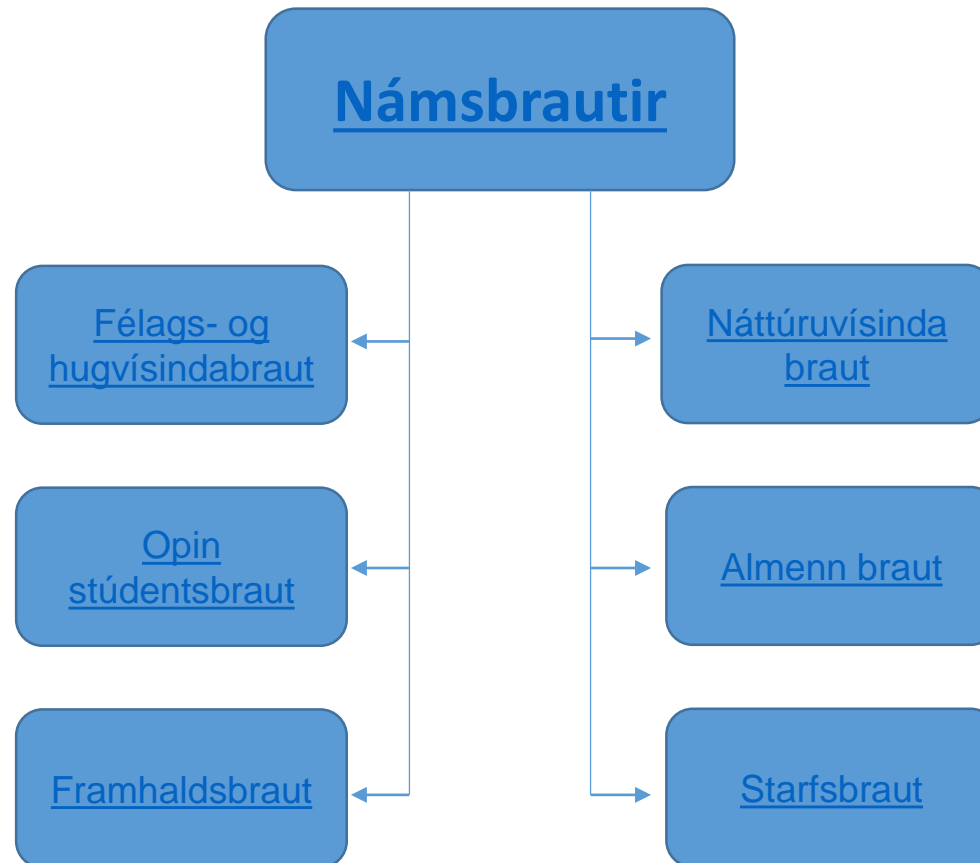 Námsbrautir
Félags- og
hugvísindabraut
Náttúruvísinda
braut
Opin
stúdentsbraut
Almenn braut
Framhaldsbraut
Starfsbraut